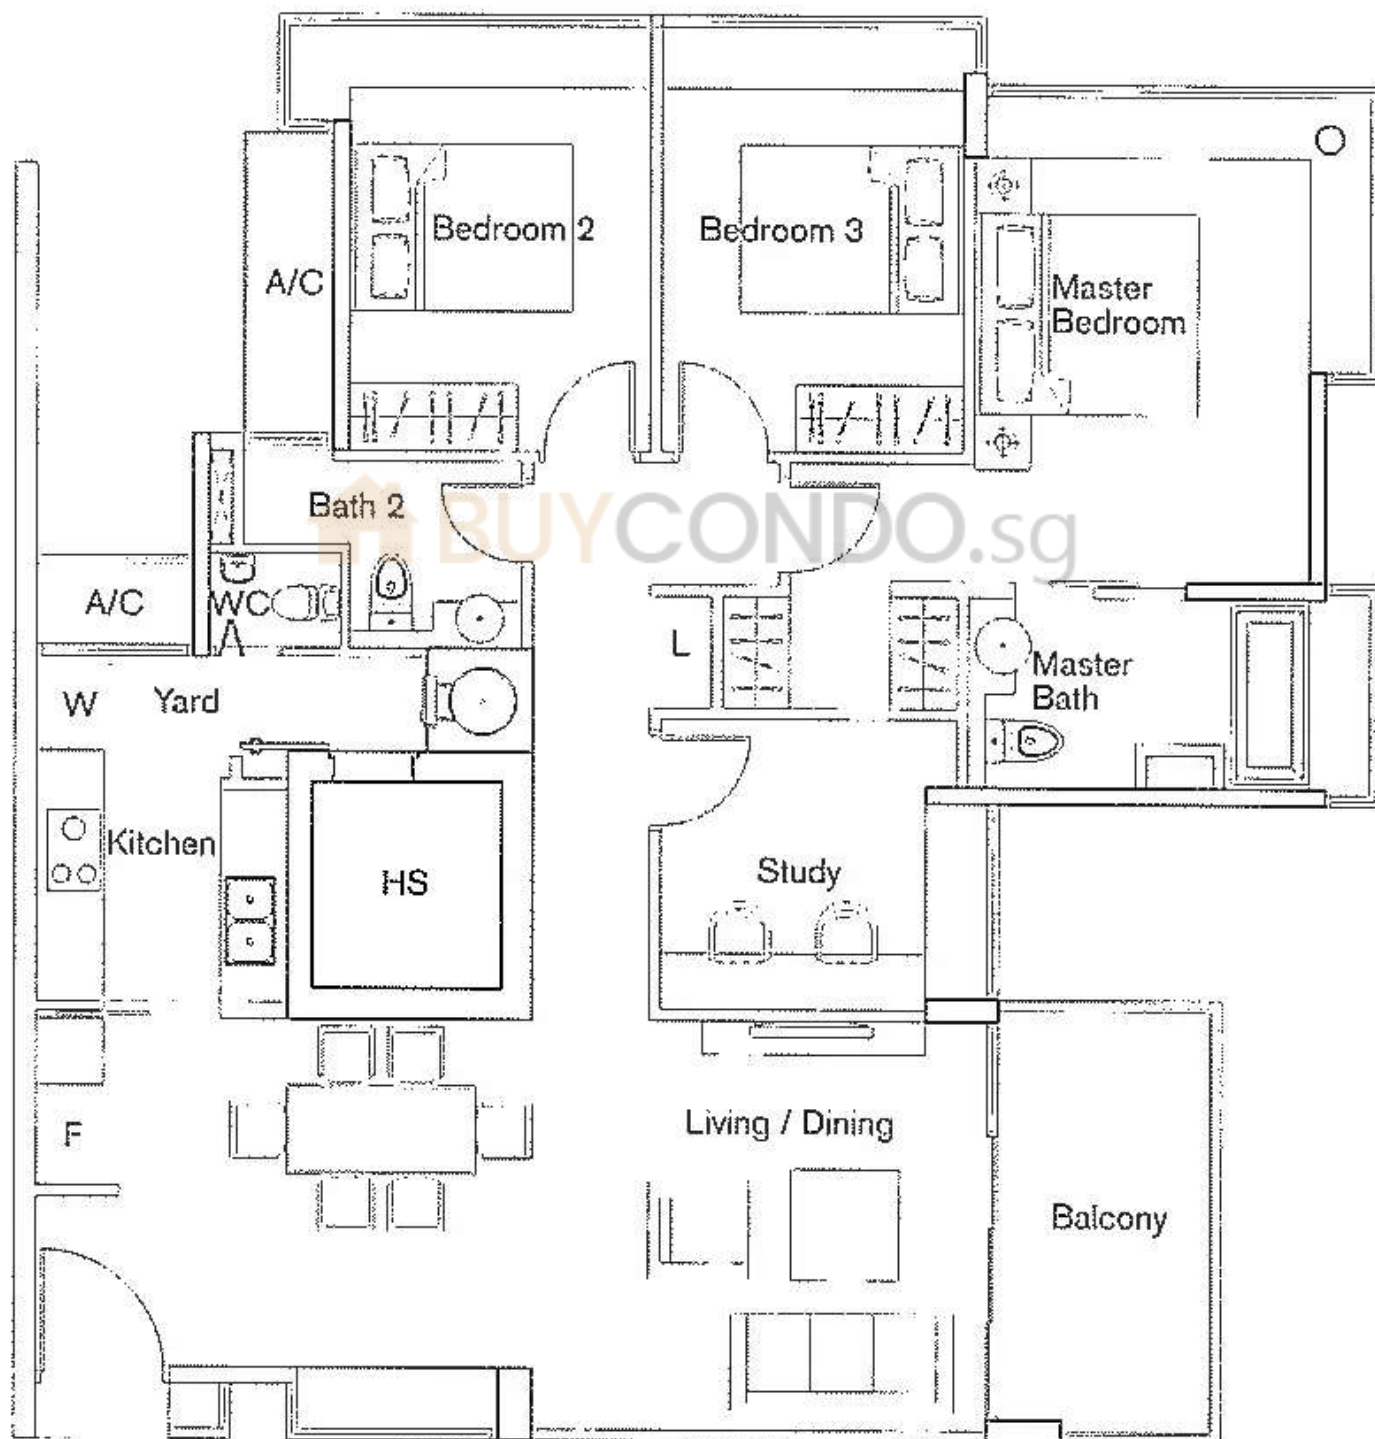 Bedroom 2
Bedroom 3
A/C
Master
Bedroom
Bath 2
BUYCONDO.sg
A/C
WC
L
Master
Bath
W
Yard
Kitchen
HS
Study
Living / Dining
F
Balcony